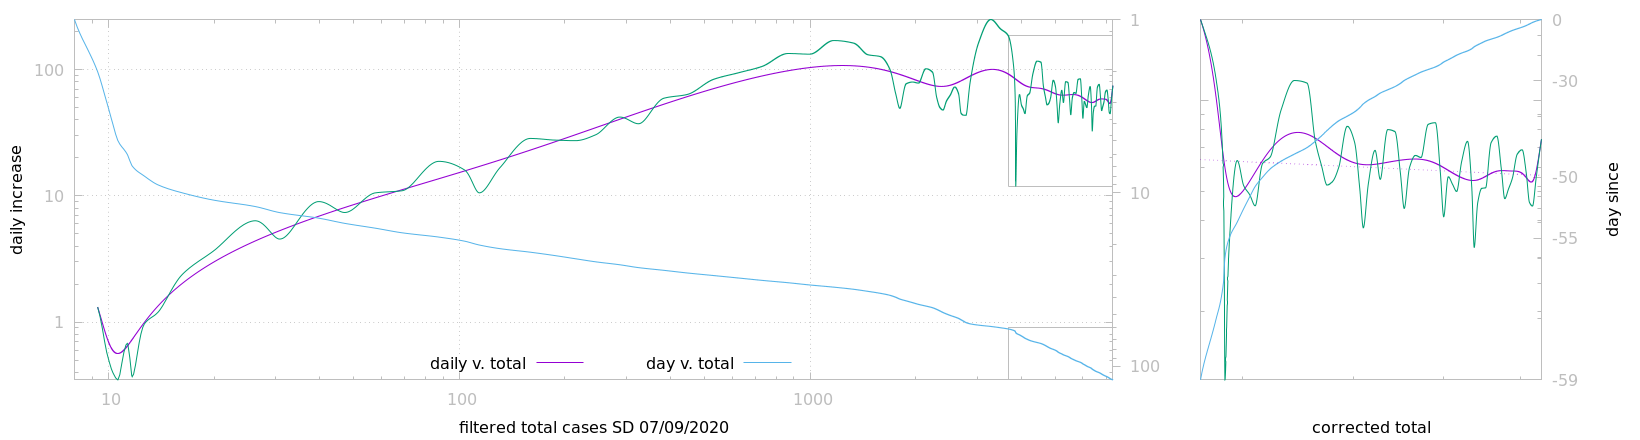 daily increase
100
10
1
10
100
1000
1
10
100
daily v. total
day v. total
filtered total cases SD 07/09/2020
0
-30
-50
-55
-59
day since
corrected total